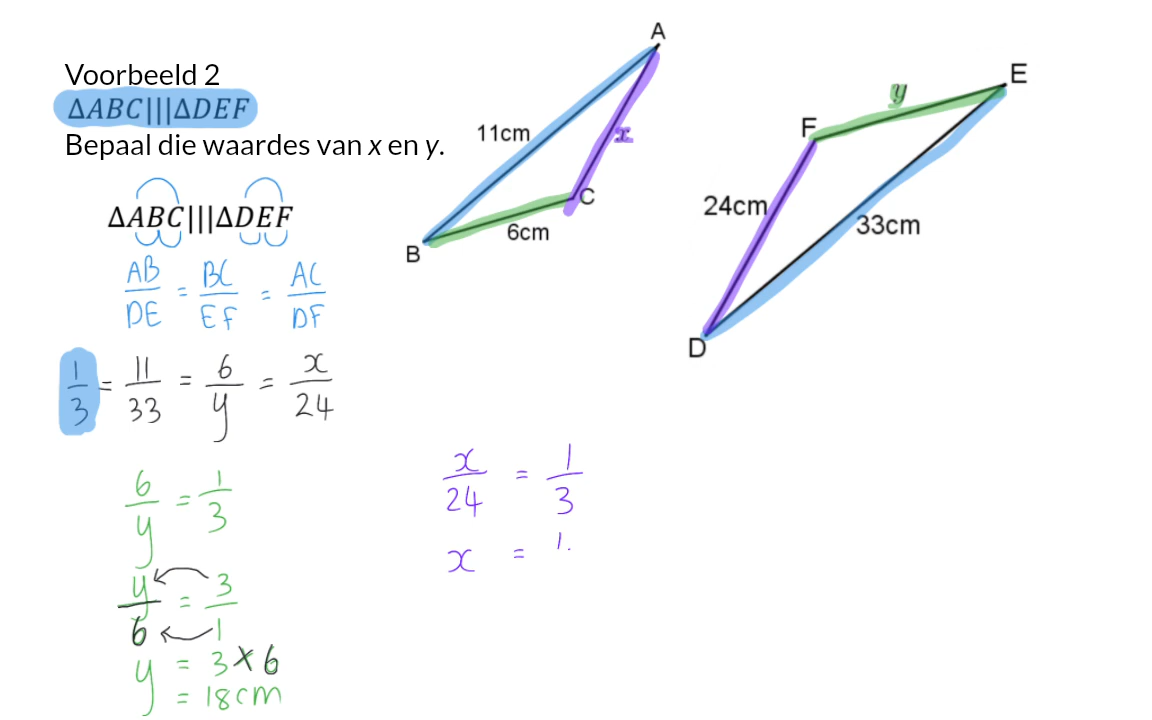 Voorbeeld 2
ΔABC|||ΔDEF
Bepaal die waardes van x en y.
ΔABC|||ΔDEF
AB/DE = BC/EF = AC/DF
1/3 = 11/33 = 6/y = x/24
6/y = 1/3
y/6 = 3/1
y = 3 × 6
= 18cm
x/24 = 1/3
x = 1.
A
11cm
x
C
B
6cm
E
y
F
24cm
33cm
D